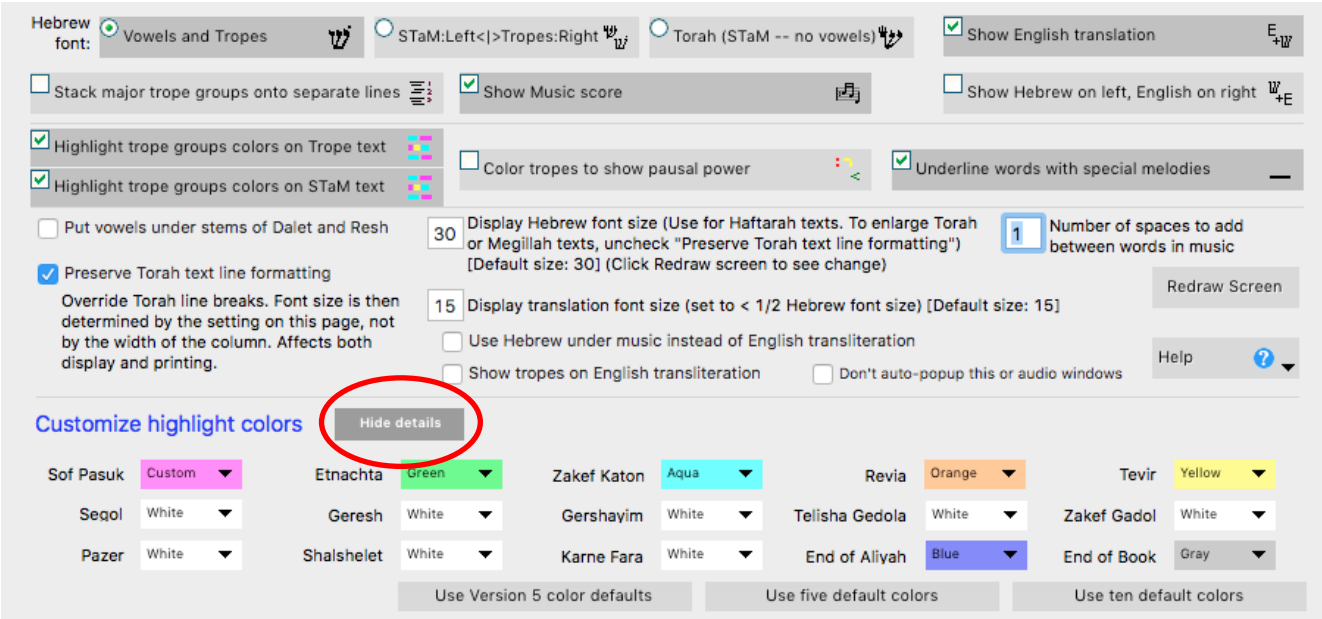 Hebrew font:
Vowels and Tropes
STaM:Left<|>Tropes:Right
Torah (STaM -- no vowels)
Show English translation
Stack major trope groups onto separate lines
Show Music score
Show Hebrew on left, English on right
Highlight trope groups colors on Trope text
Color tropes to show pausal power
Underline words with special melodies
Highlight trope groups colors on STaM text
Put vowels under stems of Dalet and Resh
Preserve Torah text line formatting
Override Torah line breaks. Font size is then
determined by the setting on this page, not
by the width of the column. Affects both
display and printing.
30
Display Hebrew font size (Use for Haftarah texts. To enlarge Torah
or Megillah texts, uncheck "Preserve Torah text line formatting")
[Default size: 30] (Click Redraw screen to see change)
1
Number of spaces to add
between words in music
15 Display translation font size (set to < 1/2 Hebrew font size) [Default size: 15]
Redraw Screen
Use Hebrew under music instead of English transliteration
Show tropes on English transliteration
Don't auto-popup this or audio windows
Help ?
Customize highlight colors
Hide details
Sof Pasuk Custom Etnachta Green Zakef Katon Aqua Revia Orange Tevir Yellow
Segol White Geresh White Gershayim White Telisha Gedola White Zakef Gadol White
Pazer White Shalshelet White Karne Fara White End of Aliyah Blue End of Book Gray
Use Version 5 color defaults
Use five default colors
Use ten default colors